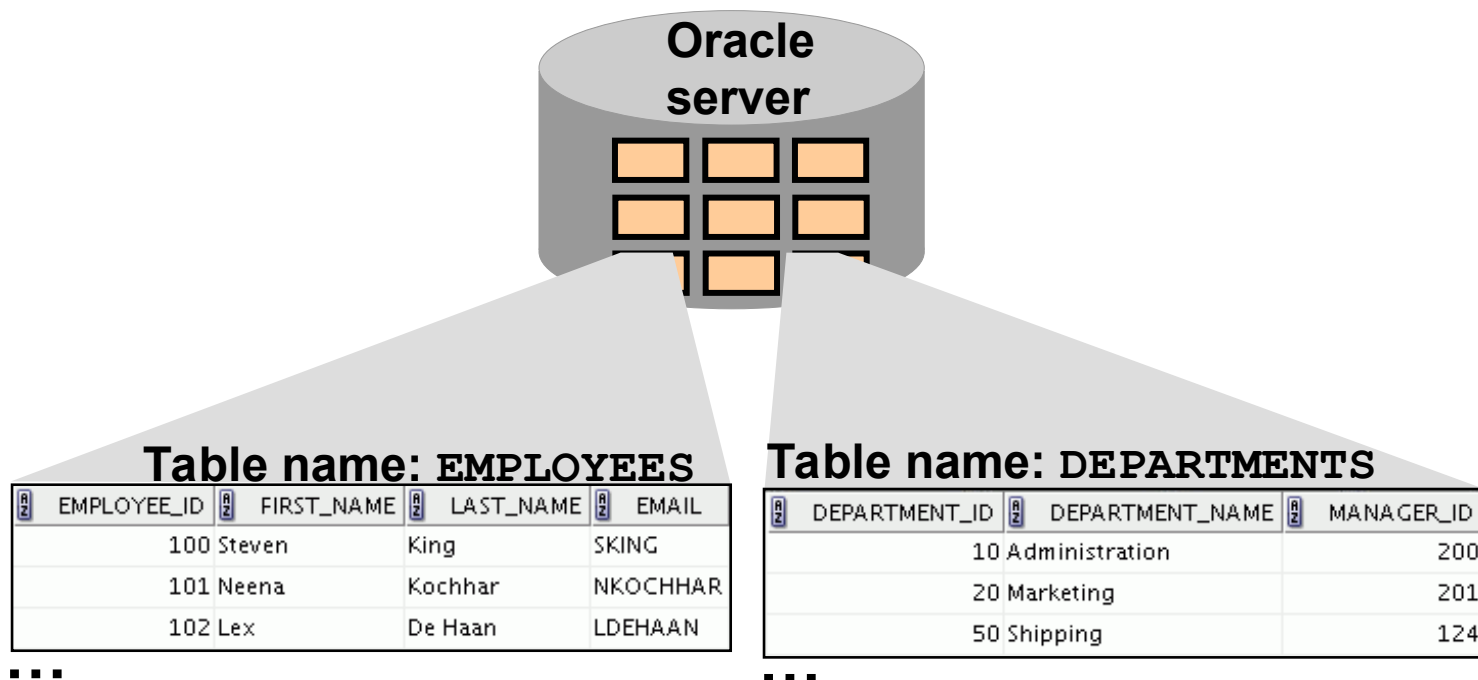 Oracle
server
Table name: EMPLOYEES
EMPLOYEE_ID FIRST_NAME LAST_NAME EMAIL
100 Steven King SKING
101 Neena Kochhar NKOCHHAR
102 Lex De Haan LDEHAAN
...
Table name: DEPARTMENTS
DEPARTMENT_ID DEPARTMENT_NAME MANAGER_ID
10 Administration 200
20 Marketing 201
50 Shipping 124
...